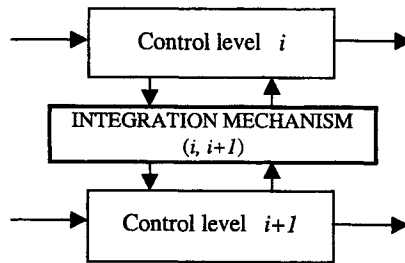 Control level i
INTEGRATION MECHANISM
(i, i+1)
Control level i+1